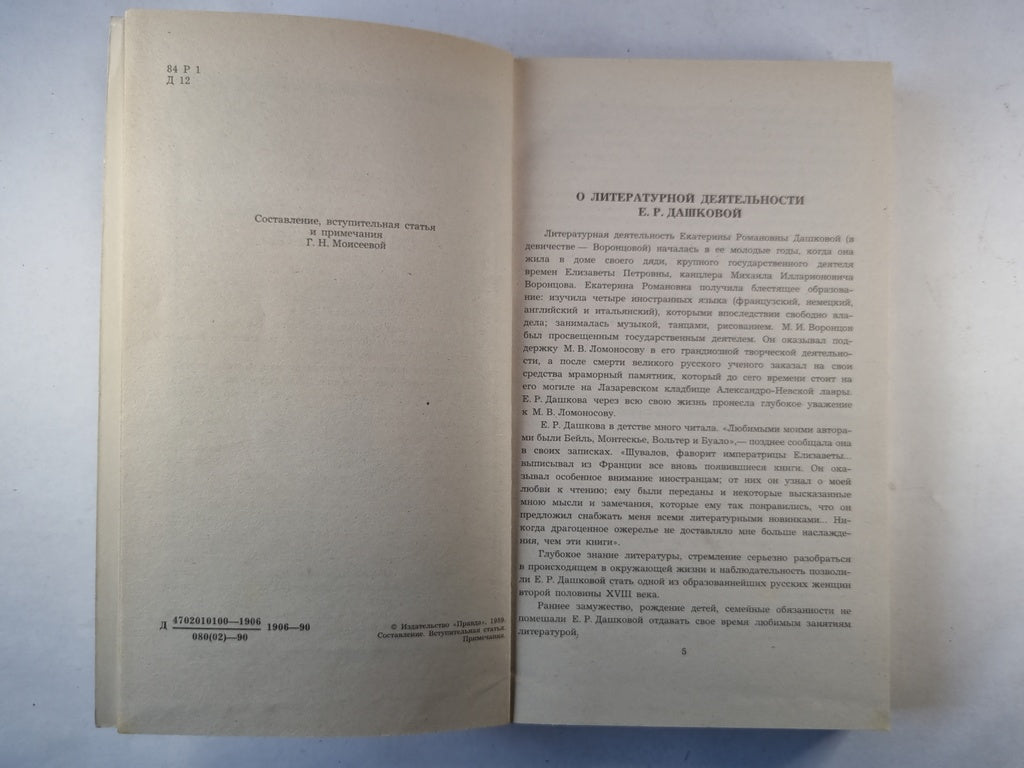 84 Р 1
Д 12
Составление, вступительная статья
и примечания
Г. Н. Моисеевой
Д 4702010100—1906 1906—90
080(02)—90
© Издательство «Правда», 1989.
Составление. Вступительная статья.
Примечания.
О ЛИТЕРАТУРНОЙ ДЕЯТЕЛЬНОСТИ
Е. Р. ДАШКОВОЙ
Литературная деятельность Екатерины Романовны Дашковой (в
девичестве — Воронцовой) началась в ее молодые годы, когда она
жила в доме своего дяди, крупного государственного деятеля
времен Елизаветы Петровны, канцлера Михаила Илларионовича
Воронцова. Екатерина Романовна получила блестящее образова-
ние: изучила четыре иностранных языка (французский, немецкий,
английский и итальянский), которыми впоследствии свободно вла-
дела; занималась музыкой, танцами, рисованием. М. И. Воронцов
был просвещенным государственным деятелем. Он оказывал под-
держку М. В. Ломоносову в его грандиозной творческой деятельно-
сти, а после смерти великого русского ученого заказал на свои
средства мраморный памятник, который до сего времени стоит на
его могиле на Лазаревском кладбище Александро-Невской лавры.
Е. Р. Дашкова через всю свою жизнь пронесла глубокое уважение
к М. В. Ломоносову.
Е. Р. Дашкова в детстве много читала. «Любимыми моими автора-
ми были Бейль, Монтескье, Вольтер и Буало»,— позднее сообщала она
в своих записках. «Шувалов, фаворит императрицы Елизаветы...
выписывал из Франции все вновь появившиеся книги. Он ока-
зывал особенное внимание иностранцам; от них он узнал о моей
любви к чтению; ему были переданы и некоторые высказанные
мною мысли и замечания, которые ему так понравились, что он
предложил снабжать меня всеми литературными новинками... Ни-
когда драгоценное ожерелье не доставляло мне больше наслажде-
ния, чем эти книги».
Глубокое знание литературы, стремление серьезно разобраться
в происходящем в окружающей жизни и наблюдательность позволи-
ли Е. Р. Дашковой стать одной из образованнейших русских женщин
второй половины XVIII века.
Раннее замужество, рождение детей, семейные обязанности не
помешали Е. Р. Дашковой отдавать свое время любимым занятиям
литературой,
5